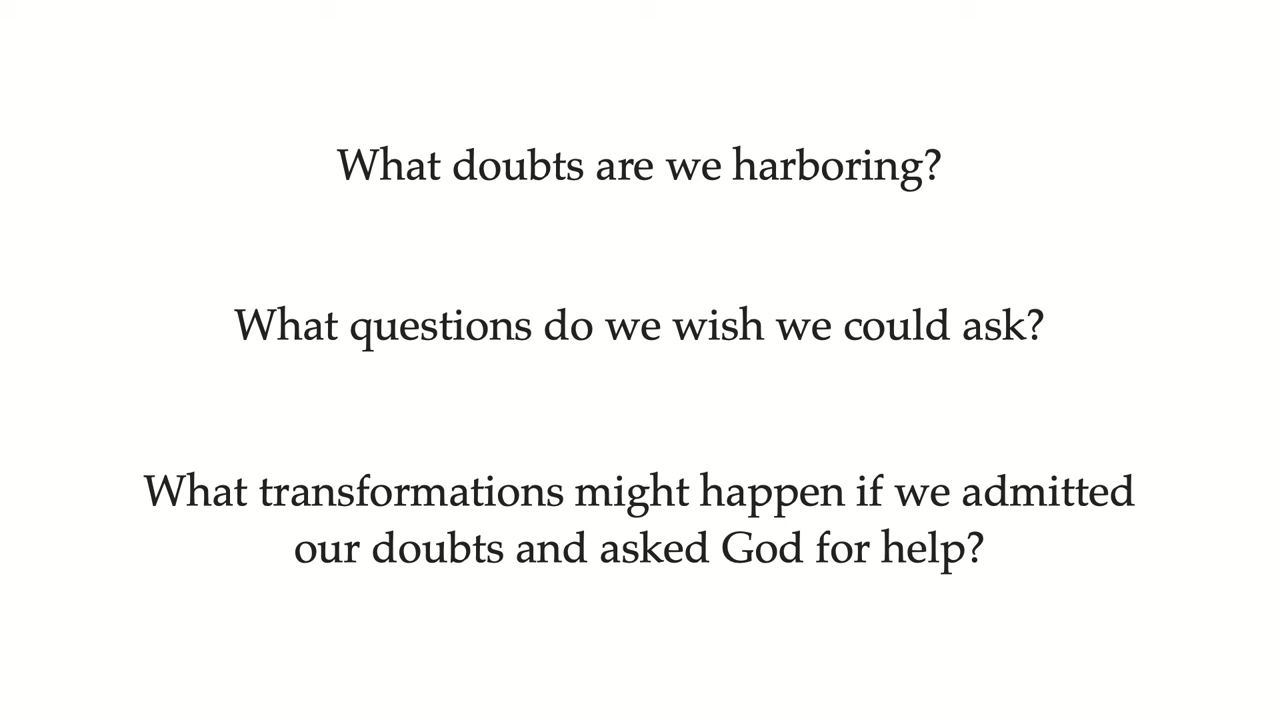 What doubts are we harboring?
What questions do we wish we could ask?
What transformations might happen if we admitted
our doubts and asked God for help?